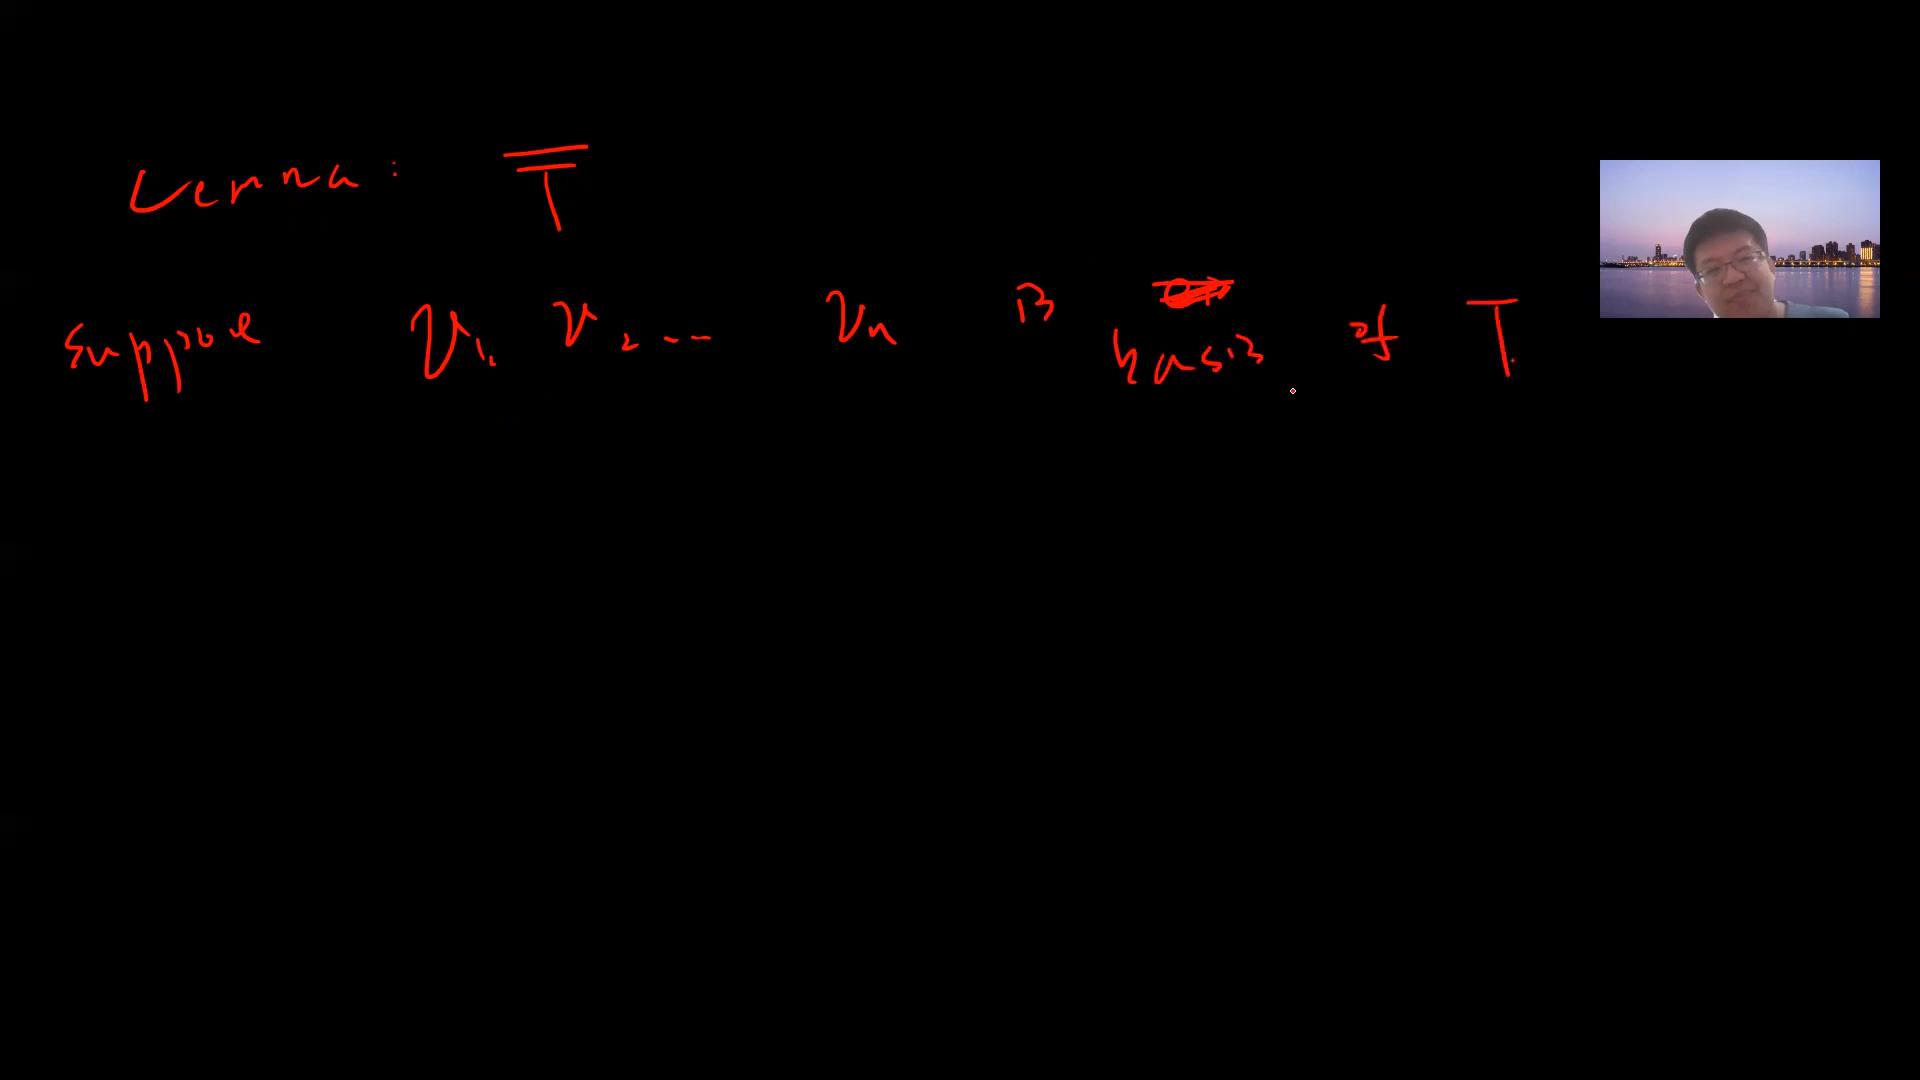 Lemma: T
Suppose v₁, v₂ ... vₙ is basis of T.